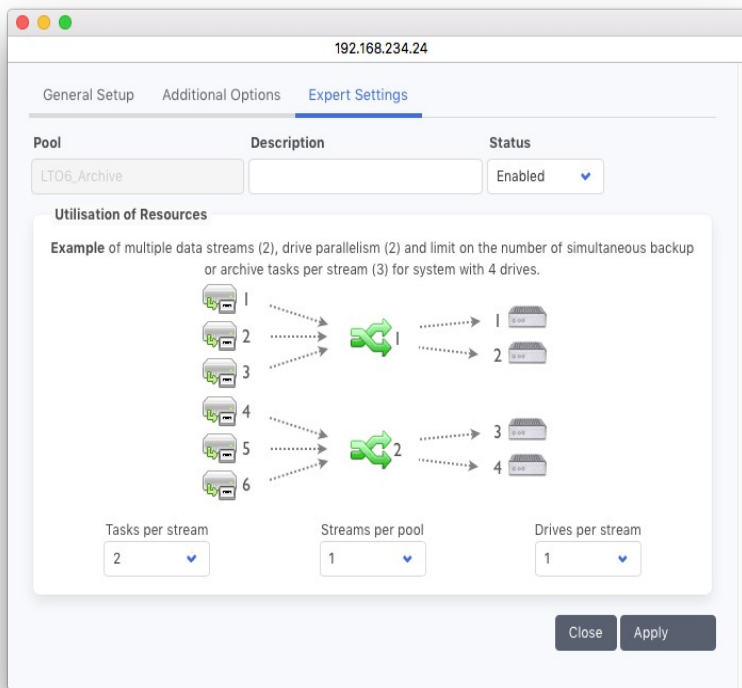 192.168.234.24
General Setup Additional Options Expert Settings
Pool Description Status
LTO6_Archive Enabled
Utilisation of Resources
Example of multiple data streams (2), drive parallelism (2) and limit on the number of simultaneous backup
or archive tasks per stream (3) for system with 4 drives.
1
2
3
1
1
2
4
5
6
2
3
4
Tasks per stream Streams per pool Drives per stream
2 1 1
Close Apply